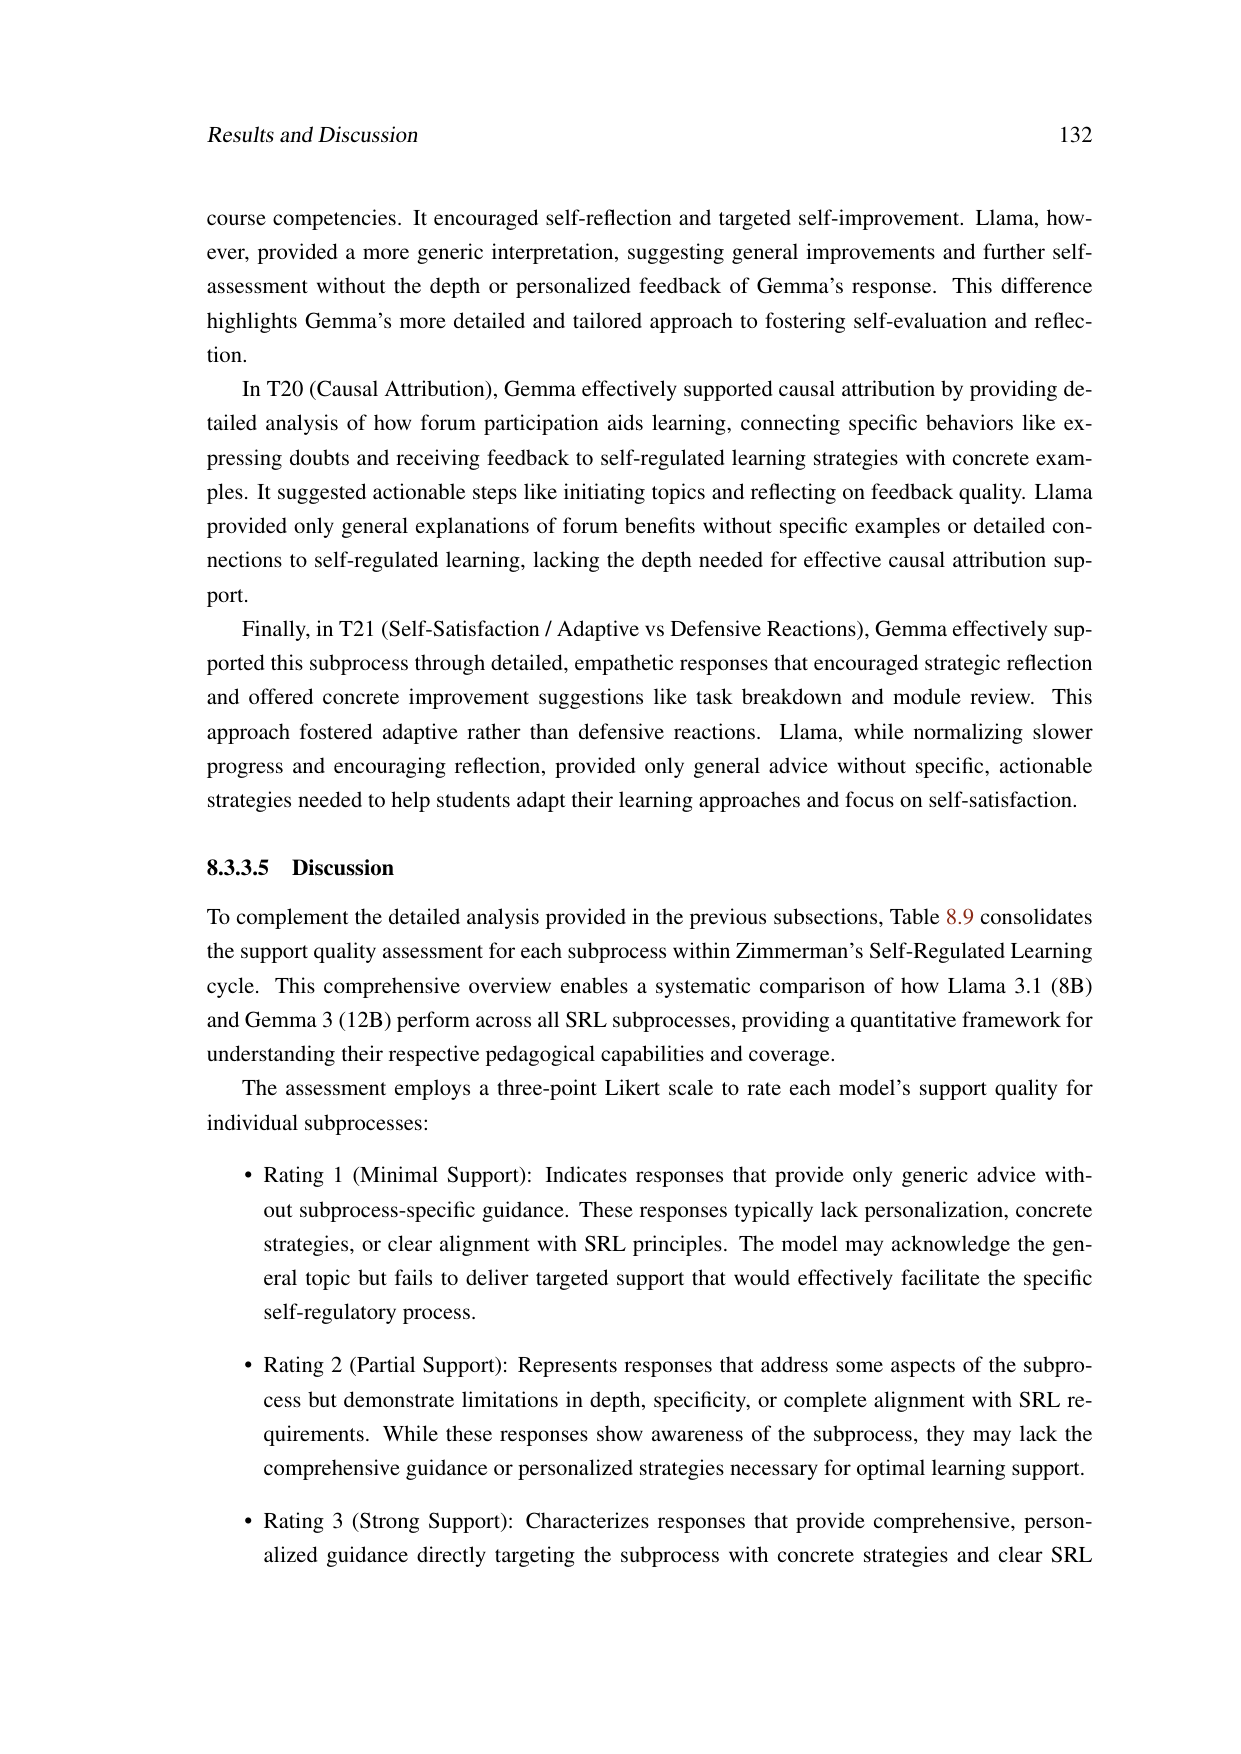 Results and Discussion 132
course competencies. It encouraged self-reflection and targeted self-improvement. Llama, how-
ever, provided a more generic interpretation, suggesting general improvements and further self-
assessment without the depth or personalized feedback of Gemma’s response. This difference
highlights Gemma’s more detailed and tailored approach to fostering self-evaluation and reflec-
tion.
In T20 (Causal Attribution), Gemma effectively supported causal attribution by providing de-
tailed analysis of how forum participation aids learning, connecting specific behaviors like ex-
pressing doubts and receiving feedback to self-regulated learning strategies with concrete exam-
ples. It suggested actionable steps like initiating topics and reflecting on feedback quality. Llama
provided only general explanations of forum benefits without specific examples or detailed con-
nections to self-regulated learning, lacking the depth needed for effective causal attribution sup-
port.
Finally, in T21 (Self-Satisfaction / Adaptive vs Defensive Reactions), Gemma effectively sup-
ported this subprocess through detailed, empathetic responses that encouraged strategic reflection
and offered concrete improvement suggestions like task breakdown and module review. This
approach fostered adaptive rather than defensive reactions. Llama, while normalizing slower
progress and encouraging reflection, provided only general advice without specific, actionable
strategies needed to help students adapt their learning approaches and focus on self-satisfaction.
8.3.3.5 Discussion
To complement the detailed analysis provided in the previous subsections, Table 8.9 consolidates
the support quality assessment for each subprocess within Zimmerman’s Self-Regulated Learning
cycle. This comprehensive overview enables a systematic comparison of how Llama 3.1 (8B)
and Gemma 3 (12B) perform across all SRL subprocesses, providing a quantitative framework for
understanding their respective pedagogical capabilities and coverage.
The assessment employs a three-point Likert scale to rate each model’s support quality for
individual subprocesses:
• Rating 1 (Minimal Support): Indicates responses that provide only generic advice with-
out subprocess-specific guidance. These responses typically lack personalization, concrete
strategies, or clear alignment with SRL principles. The model may acknowledge the gen-
eral topic but fails to deliver targeted support that would effectively facilitate the specific
self-regulatory process.
• Rating 2 (Partial Support): Represents responses that address some aspects of the subpro-
cess but demonstrate limitations in depth, specificity, or complete alignment with SRL re-
quirements. While these responses show awareness of the subprocess, they may lack the
comprehensive guidance or personalized strategies necessary for optimal learning support.
• Rating 3 (Strong Support): Characterizes responses that provide comprehensive, person-
alized guidance directly targeting the subprocess with concrete strategies and clear SRL